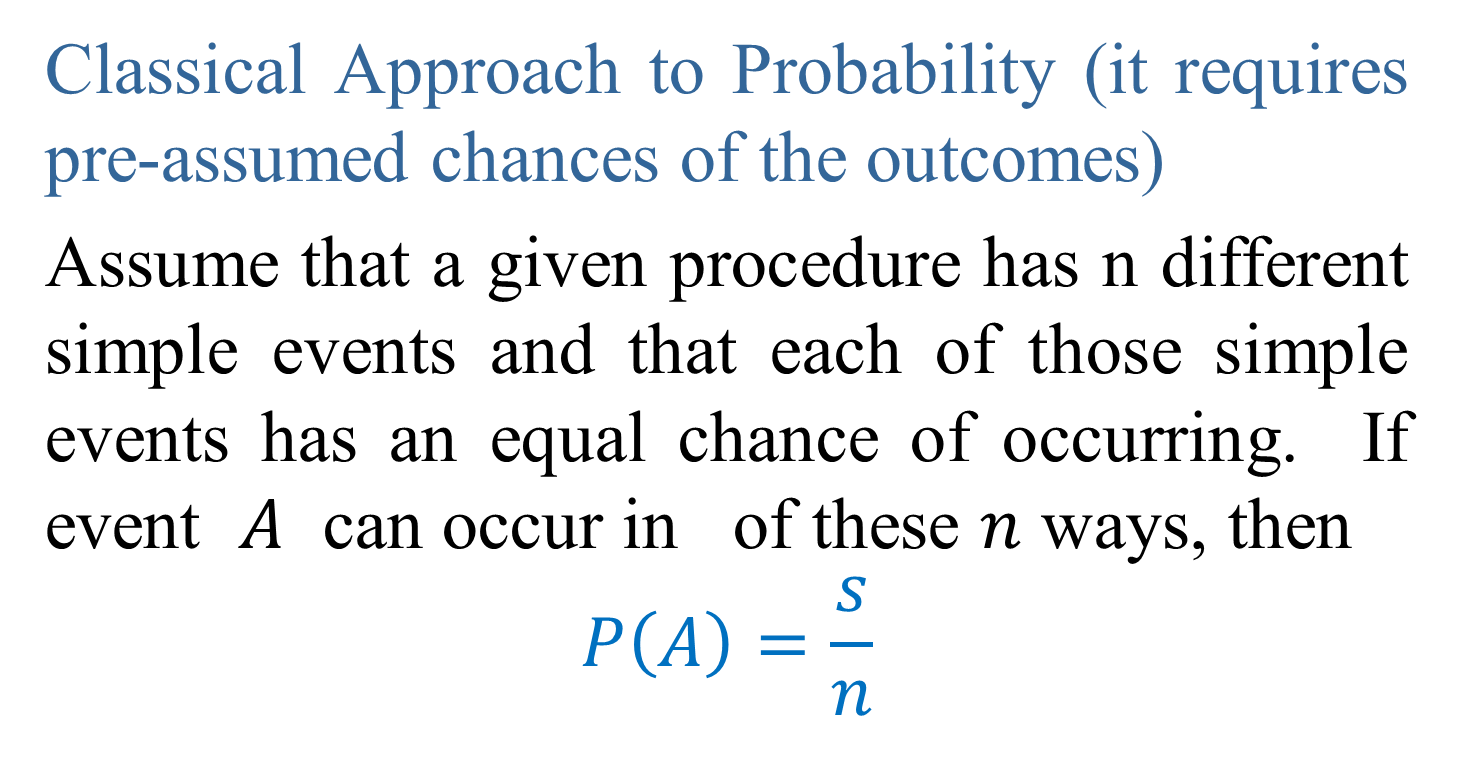 Classical Approach to Probability (it requires
pre-assumed chances of the outcomes)
Assume that a given procedure has n different
simple events and that each of those simple
events has an equal chance of occurring. If
event A can occur in of these n ways, then
P(A) = s/n